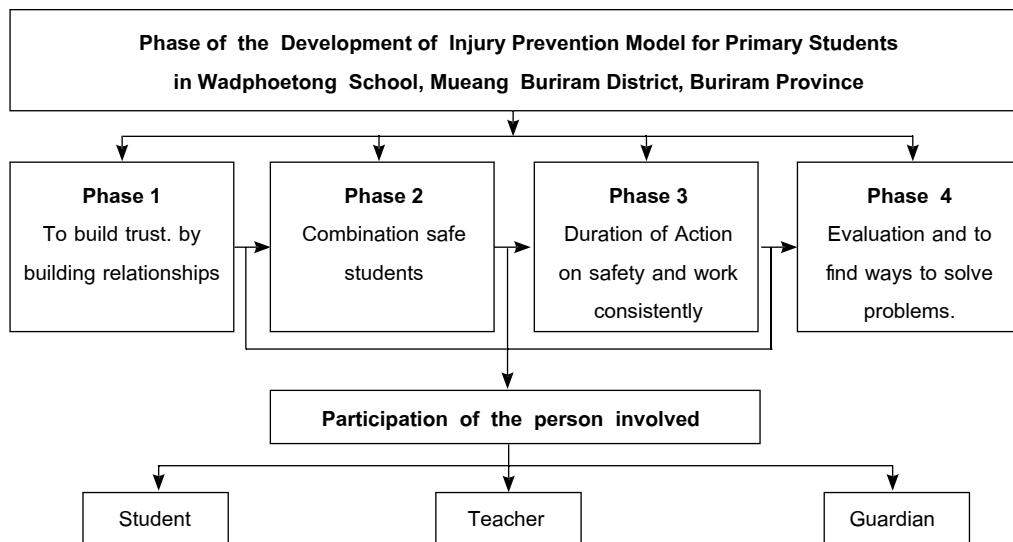 Phase of the Development of Injury Prevention Model for Primary Students
in Wadphoetong School, Mueang Buriram District, Buriram Province
Phase 1
To build trust. by
building relationships
Phase 2
Combination safe
students
Phase 3
Duration of Action
on safety and work
consistently
Phase 4
Evaluation and to
find ways to solve
problems.
Participation of the person involved
Student
Teacher
Guardian